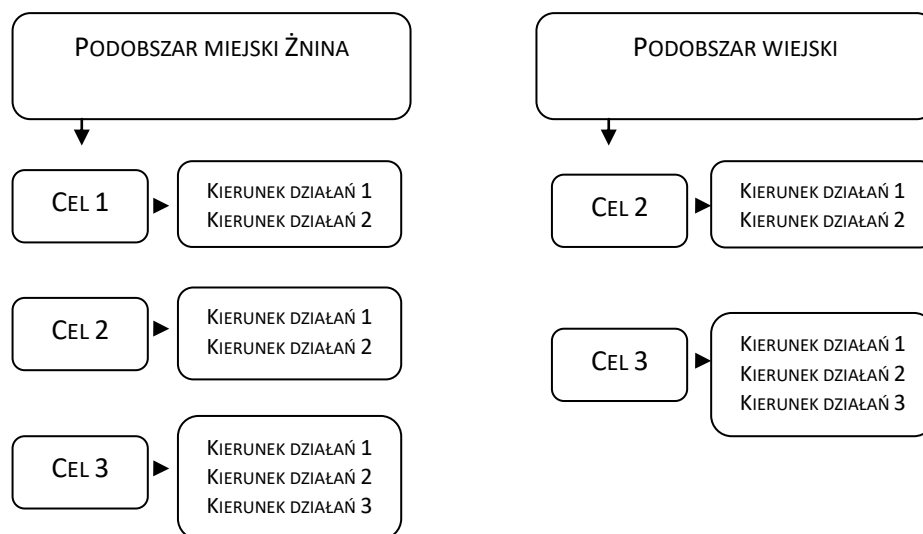 PODOBSZAR MIEJSKI ŻNINA
CEL 1
KIERUNEK DZIAŁAŃ 1
KIERUNEK DZIAŁAŃ 2
CEL 2
KIERUNEK DZIAŁAŃ 1
KIERUNEK DZIAŁAŃ 2
CEL 3
KIERUNEK DZIAŁAŃ 1
KIERUNEK DZIAŁAŃ 2
KIERUNEK DZIAŁAŃ 3
PODOBSZAR WIEJSKI
CEL 2
KIERUNEK DZIAŁAŃ 1
KIERUNEK DZIAŁAŃ 2
CEL 3
KIERUNEK DZIAŁAŃ 1
KIERUNEK DZIAŁAŃ 2
KIERUNEK DZIAŁAŃ 3